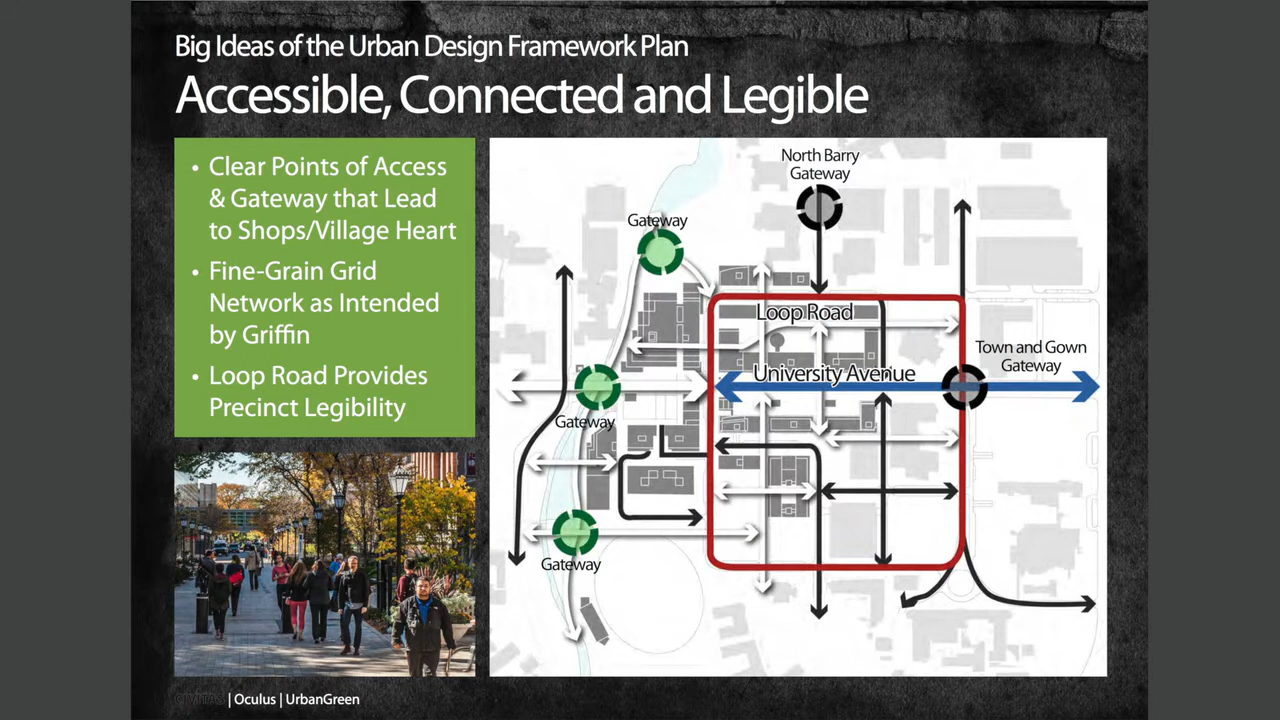 Big Ideas of the Urban Design Framework Plan
Accessible, Connected and Legible
• Clear Points of Access
& Gateway that Lead
to Shops/Village Heart
• Fine-Grain Grid
Network as Intended
by Griffin
• Loop Road Provides
Precinct Legibility
North Barry
Gateway
Gateway
Loop Road
Town and Gown
Gateway
University Avenue
Gateway
Gateway
CIVITAS | Oculus | UrbanGreen